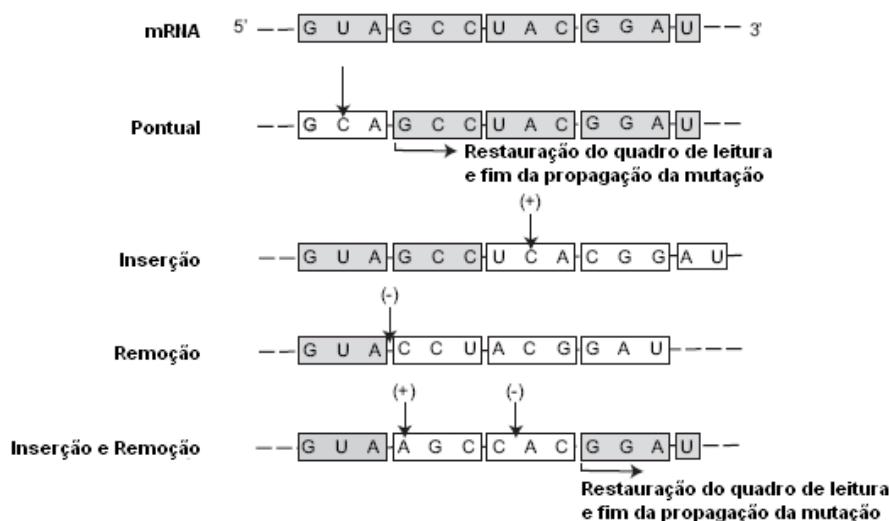 mRNA 5' G U A G C C U A C G G A U 3'
Pontual G C A G C C U A C G G A U
Restauração do quadro de leitura
e fim da propagação da mutação
(+)
Inserção G U A G C C U C A C G G A U
(-)
Remoção G U A C C U A C G G A U
(+) (-)
Inserção e Remoção G U A A G C C A C G G A U
Restauração do quadro de leitura
e fim da propagação da mutação